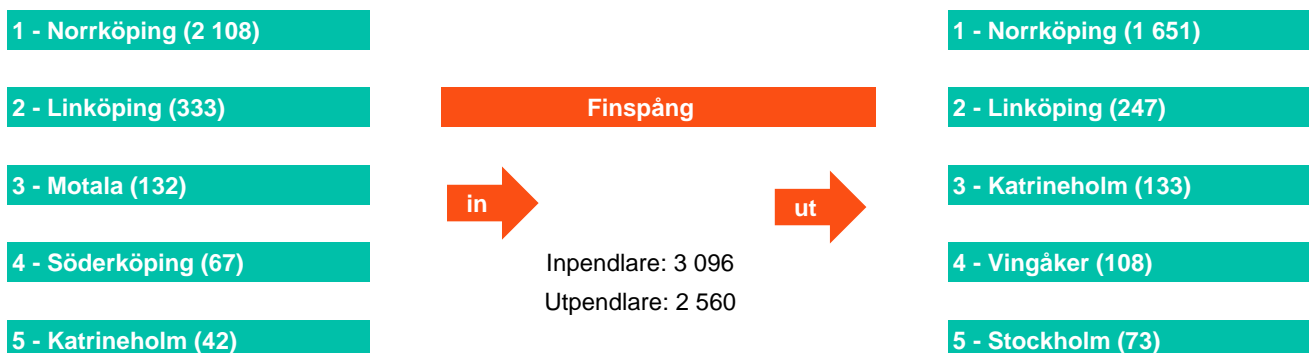 1 - Norrköping (2 108)
2 - Linköping (333)
3 - Motala (132)
4 - Söderköping (67)
5 - Katrineholm (42)
Finspång
in
ut
Inpendlare: 3 096
Utpendlare: 2 560
1 - Norrköping (1 651)
2 - Linköping (247)
3 - Katrineholm (133)
4 - Vingåker (108)
5 - Stockholm (73)